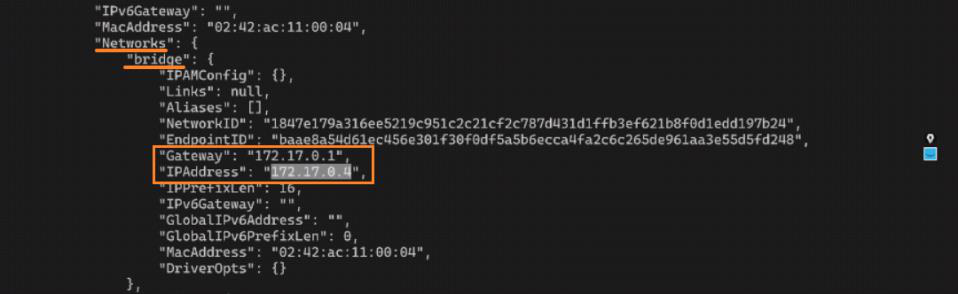 "IPv6Gateway": "",
"MacAddress": "02:42:ac:11:00:04",
"Networks": {
"bridge": {
"IPAMConfig": {},
"Links": null,
"Aliases": [],
"NetworkID": "1847e179a316ee5219c951c2c21cf2c787d431d1ffb3ef621b8f0d1edd197b24",
"EndpointID": "baae8a54d61ec456e301f30f0df5a5b6ecca4fa2c6c265de961aa3e55d5fd248",
"Gateway": "172.17.0.1",
"IPAddress": "172.17.0.4",
"IPPrefixLen": 16,
"IPv6Gateway": "",
"GlobalIPv6Address": "",
"GlobalIPv6PrefixLen": 0,
"MacAddress": "02:42:ac:11:00:04",
"DriverOpts": {}
},